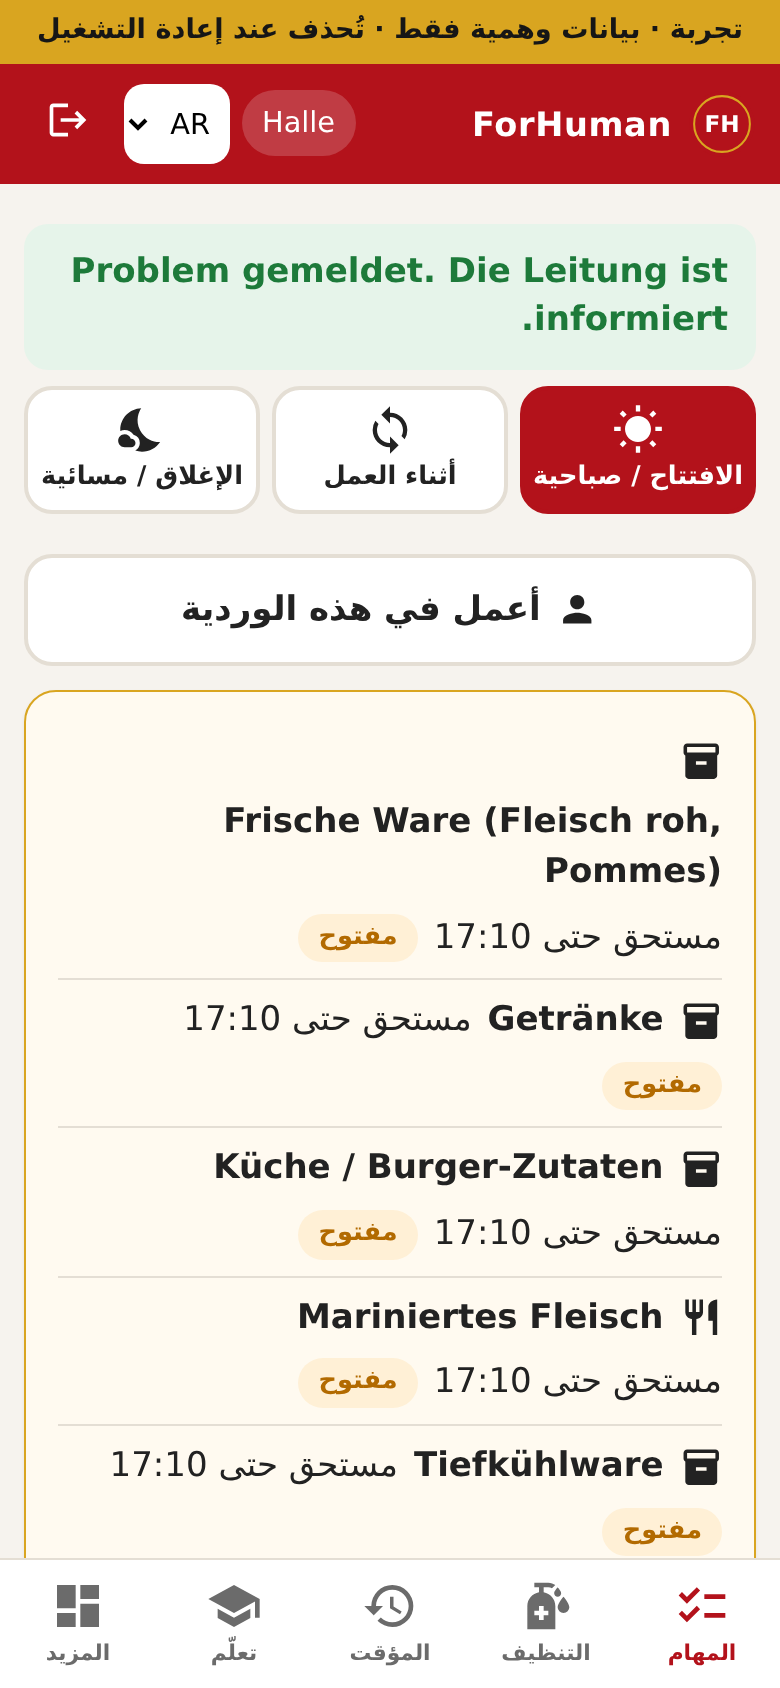 تجربة · بيانات وهمية فقط · تُحذف عند إعادة التشغيل
FH ForHuman Halle AR
Problem gemeldet. Die Leitung ist
informiert.
الافتتاح / صباحية
أثناء العمل
الإغلاق / مسائية
أعمل في هذه الوردية
Frische Ware (Fleisch roh,
Pommes)
مستحق حتى 17:10 مفتوح
Getränke مستحق حتى 17:10
مفتوح
Küche / Burger-Zutaten
مستحق حتى 17:10 مفتوح
Mariniertes Fleisch
مستحق حتى 17:10 مفتوح
Tiefkühlware مستحق حتى 17:10
مفتوح
المهام
التنظيف
المؤقت
تعلّم
المزيد